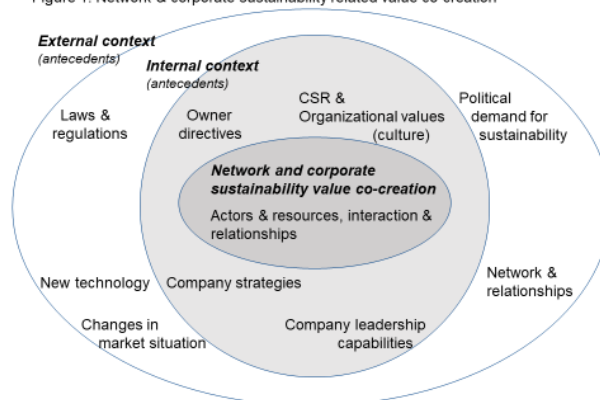 Figure 1: Network & corporate sustainability related value co-creation
External context
(antecedents)
Internal context
(antecedents)
Laws &
regulations
Owner
directives
CSR &
Organizational values
(culture)
Political
demand for
sustainability
Network and corporate
sustainability value co-creation
Actors & resources, interaction &
relationships
New technology
Company strategies
Network &
relationships
Changes in
market situation
Company leadership
capabilities